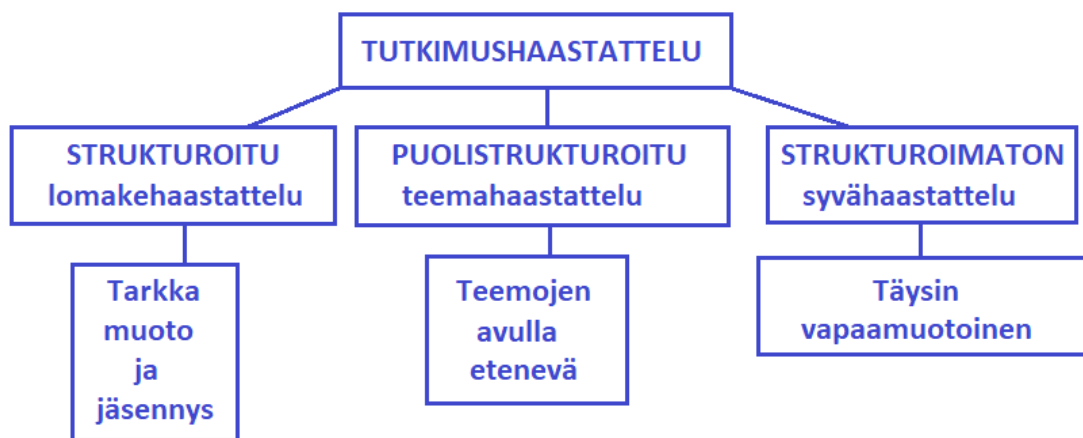 TUTKIMUSHAASTATTELU
STRUKTUROITU
lomakehaastattelu
PUOLISTRUKTUROITU
teemahaastattelu
STRUKTUROIMATON
syvähaastattelu
Tarkka
muoto
ja
jäsennys
Teemojen
avulla
etenevä
Täysin
vapaamuotoinen